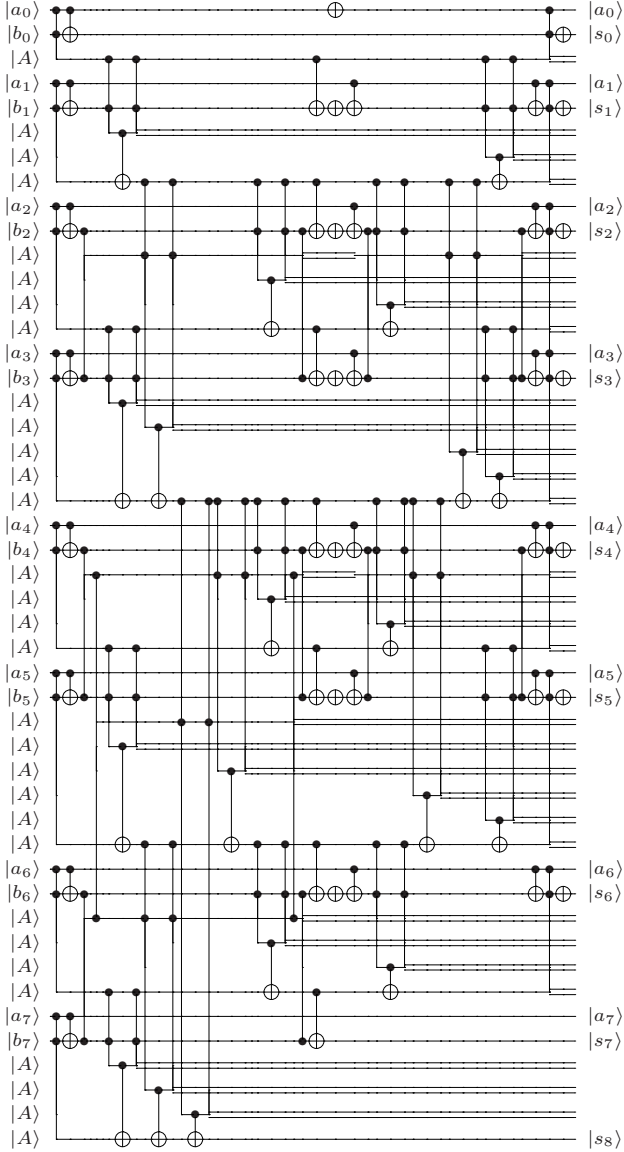 |a₀⟩ |a₀⟩
|b₀⟩ |s₀⟩
|A⟩
|a₁⟩ |a₁⟩
|b₁⟩ |s₁⟩
|A⟩
|A⟩
|A⟩
|a₂⟩ |a₂⟩
|b₂⟩ |s₂⟩
|A⟩
|A⟩
|A⟩
|A⟩
|a₃⟩ |a₃⟩
|b₃⟩ |s₃⟩
|A⟩
|A⟩
|A⟩
|A⟩
|A⟩
|a₄⟩ |a₄⟩
|b₄⟩ |s₄⟩
|A⟩
|A⟩
|A⟩
|A⟩
|a₅⟩ |a₅⟩
|b₅⟩ |s₅⟩
|A⟩
|A⟩
|A⟩
|A⟩
|A⟩
|A⟩
|a₆⟩ |a₆⟩
|b₆⟩ |s₆⟩
|A⟩
|A⟩
|A⟩
|A⟩
|a₇⟩ |a₇⟩
|b₇⟩ |s₇⟩
|A⟩
|A⟩
|A⟩
|A⟩ |s₈⟩